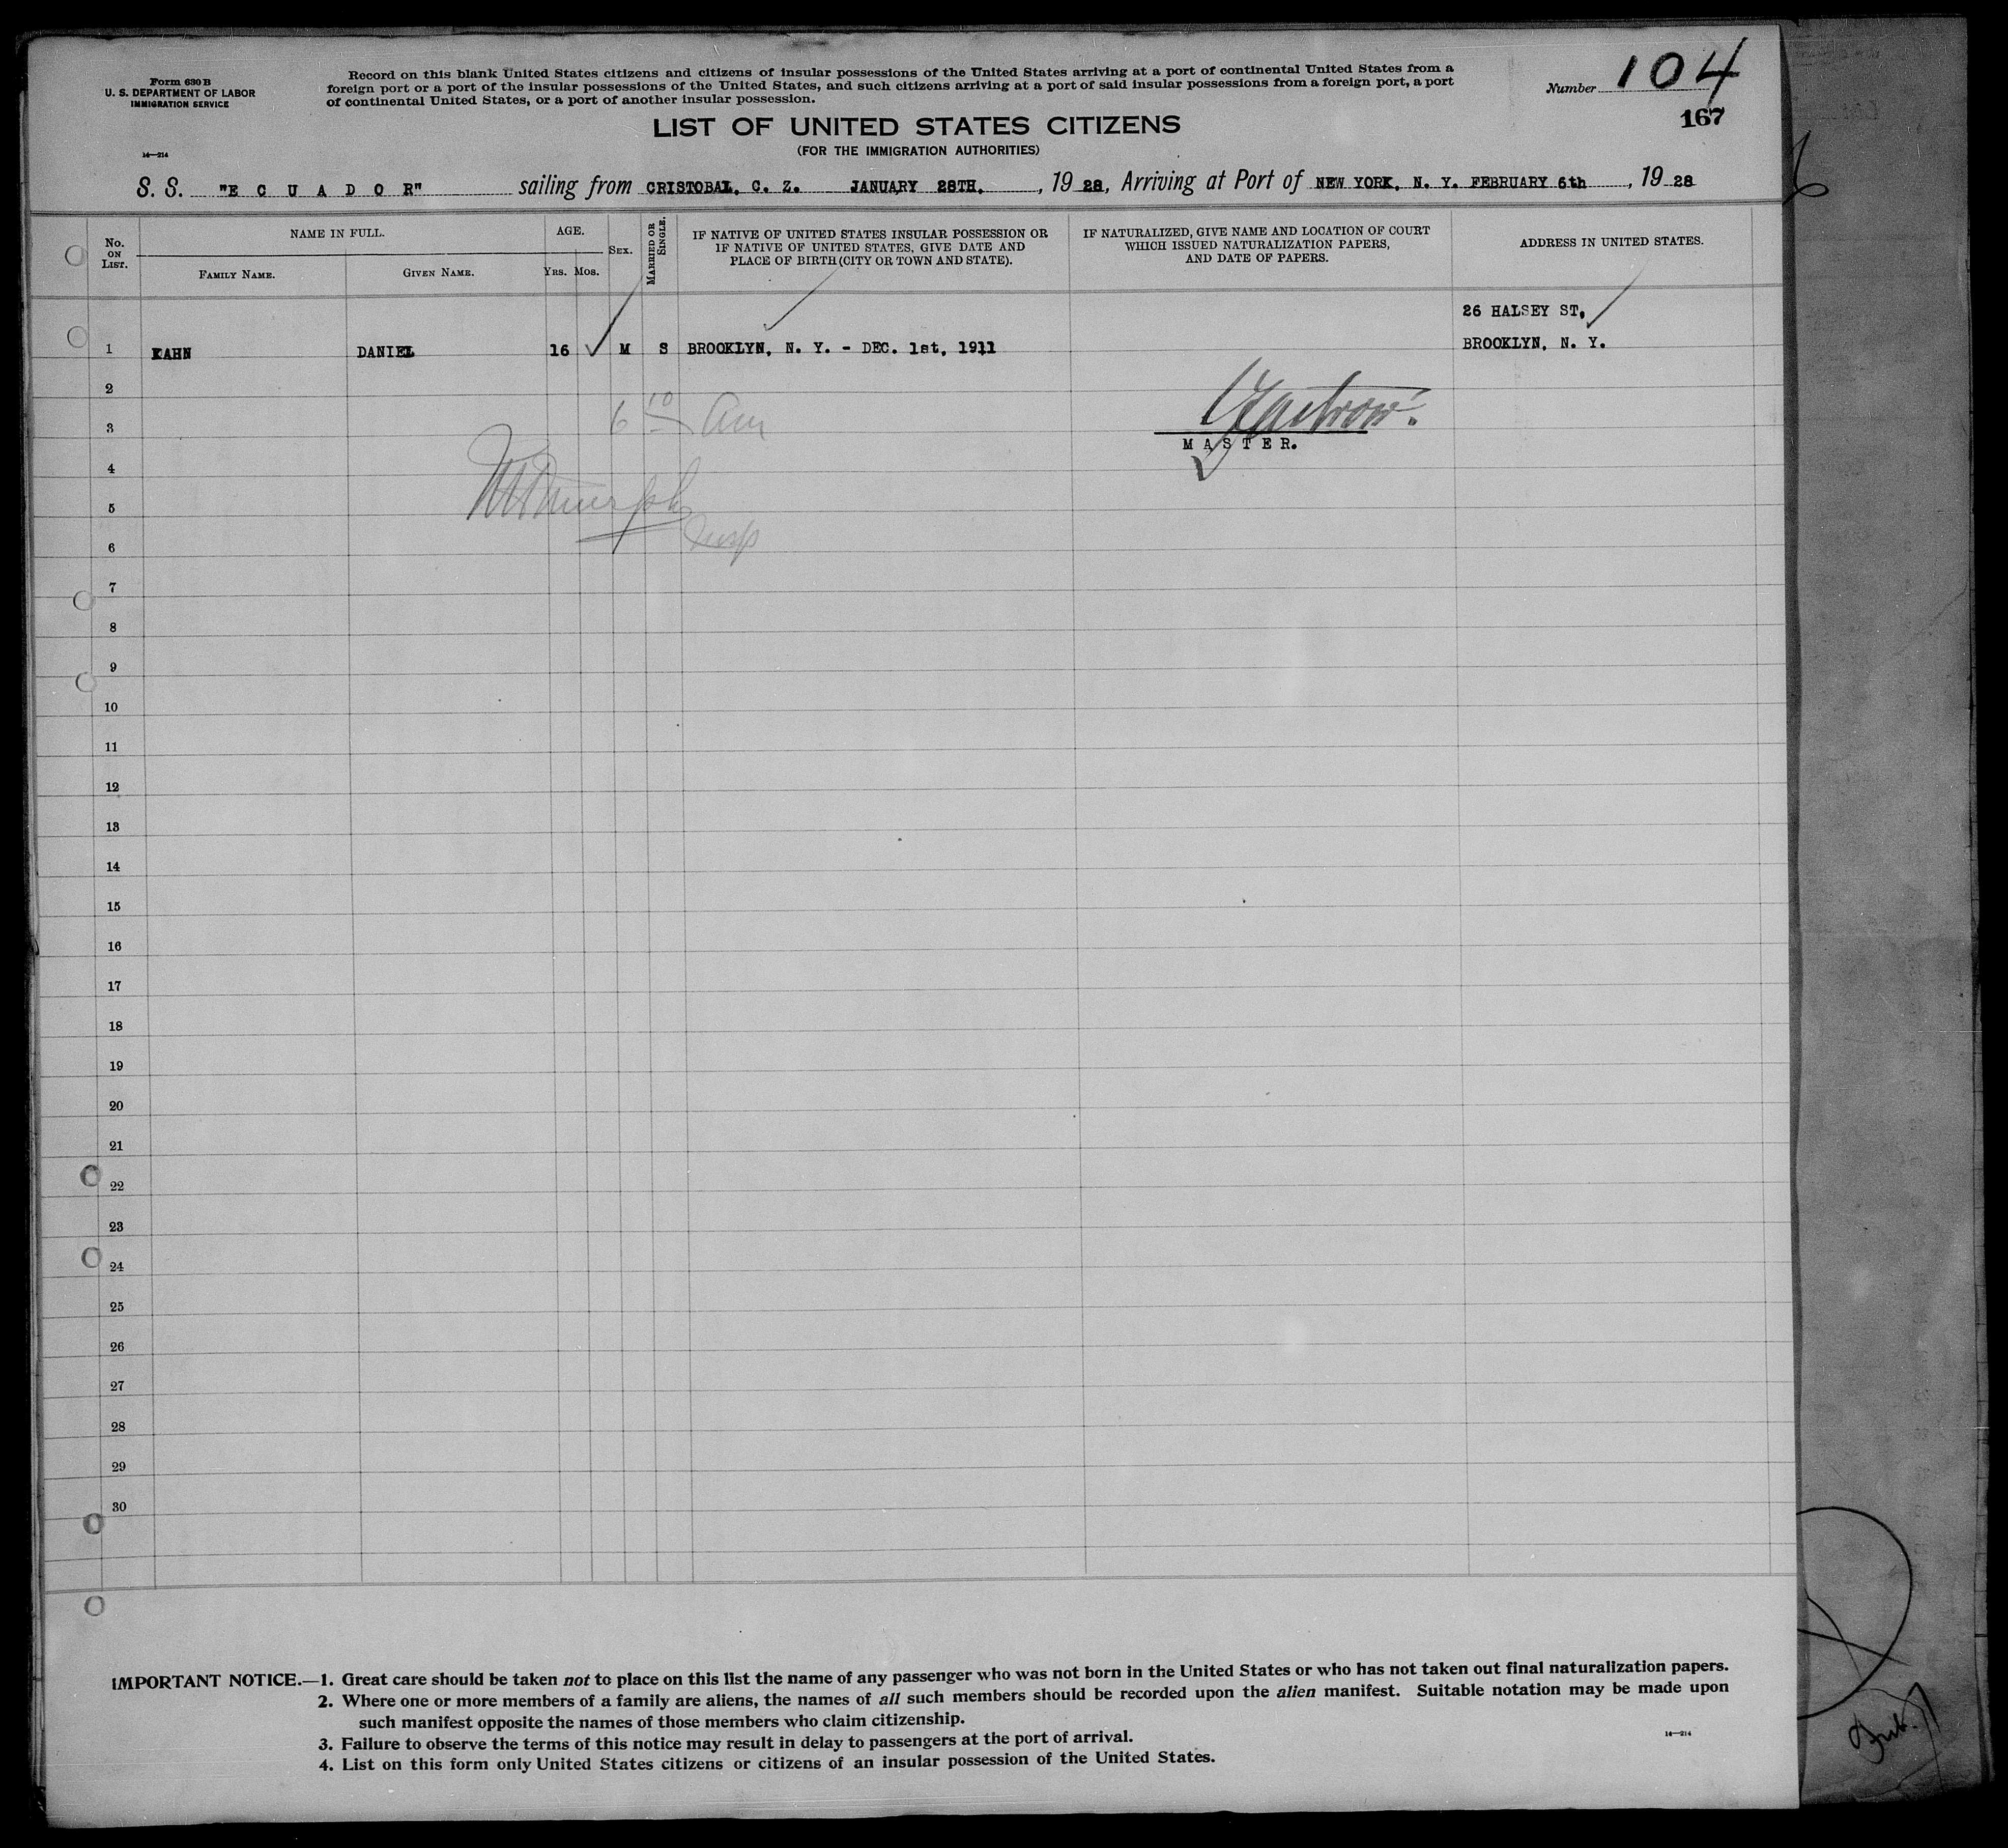 Form 630 B
U. S. DEPARTMENT OF LABOR
IMMIGRATION SERVICE
14—214
Record on this blank United States citizens and citizens of insular possessions of the United States arriving at a port of continental United States from a
foreign port or a port of the insular possessions of the United States, and such citizens arriving at a port of said insular possessions from a foreign port, a port
of continental United States, or a port of another insular possession.
Number 104
167
LIST OF UNITED STATES CITIZENS
(FOR THE IMMIGRATION AUTHORITIES)
S. S. "E C U A D O R" sailing from CRISTOBAL, C. Z. JANUARY 28TH. , 19 28, Arriving at Port of NEW YORK, N. Y. FEBRUARY 6th , 19 28
No. ON LIST.
NAME IN FULL.
FAMILY NAME.
GIVEN NAME.
AGE.
YRS. MOS.
SEX.
MARRIED OR SINGLE.
IF NATIVE OF UNITED STATES INSULAR POSSESSION OR
IF NATIVE OF UNITED STATES, GIVE DATE AND
PLACE OF BIRTH (CITY OR TOWN AND STATE).
IF NATURALIZED, GIVE NAME AND LOCATION OF COURT
WHICH ISSUED NATURALIZATION PAPERS,
AND DATE OF PAPERS.
ADDRESS IN UNITED STATES.
26 HALSEY ST,
1 KAHN DANIEL 16 M S BROOKLYN, N. Y. - DEC. 1st, 1911 BROOKLYN, N. Y.
2
6 10 am
3
MASTER.
4
5
Insp
6
7
8
9
10
11
12
13
14
15
16
17
18
19
20
21
22
23
24
25
26
27
28
29
30
IMPORTANT NOTICE.—1. Great care should be taken not to place on this list the name of any passenger who was not born in the United States or who has not taken out final naturalization papers.
2. Where one or more members of a family are aliens, the names of all such members should be recorded upon the alien manifest. Suitable notation may be made upon
such manifest opposite the names of those members who claim citizenship.
3. Failure to observe the terms of this notice may result in delay to passengers at the port of arrival.
14—214
4. List on this form only United States citizens or citizens of an insular possession of the United States.